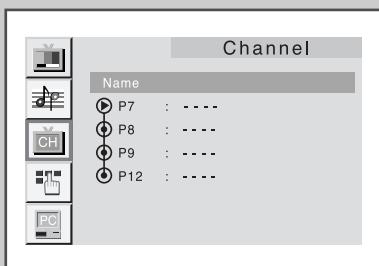 Channel
Name
P7 : - - - -
P8 : - - - -
CH
P9 : - - - -
P12 : - - - -
PC